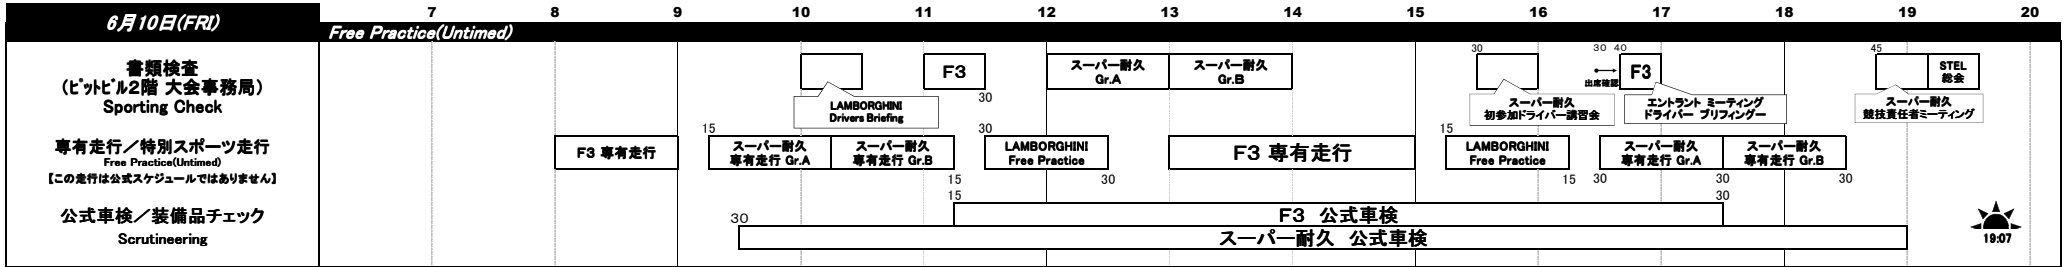 6月10日(FRI)
7 8 9 10 11 12 13 14 15 16 17 18 19 20
Free Practice(Untimed)
書類検査
(ﾋﾟｯﾄﾋﾞﾙ2階 大会事務局)
Sporting Check
F3
30
スーパー耐久
Gr.A
スーパー耐久
Gr.B
30
30 40
出席確認
F3
45
STEL
総会
LAMBORGHINI
Drivers Briefing
スーパー耐久
初参加ドライバー講習会
エントラント ミーティング
ドライバー ブリフィングー
スーパー耐久
競技責任者ミーティング
専有走行／特別スポーツ走行
Free Practice(Untimed)
【この走行は公式スケジュールではありません】
F3 専有走行
15
スーパー耐久
専有走行 Gr.A
スーパー耐久
専有走行 Gr.B
15
30
LAMBORGHINI
Free Practice
30
F3 専有走行
15
LAMBORGHINI
Free Practice
15
30
スーパー耐久
専有走行 Gr.A
30
スーパー耐久
専有走行 Gr.B
30
公式車検／装備品チェック
Scrutineering
15
F3 公式車検
30
30
スーパー耐久 公式車検
19:07